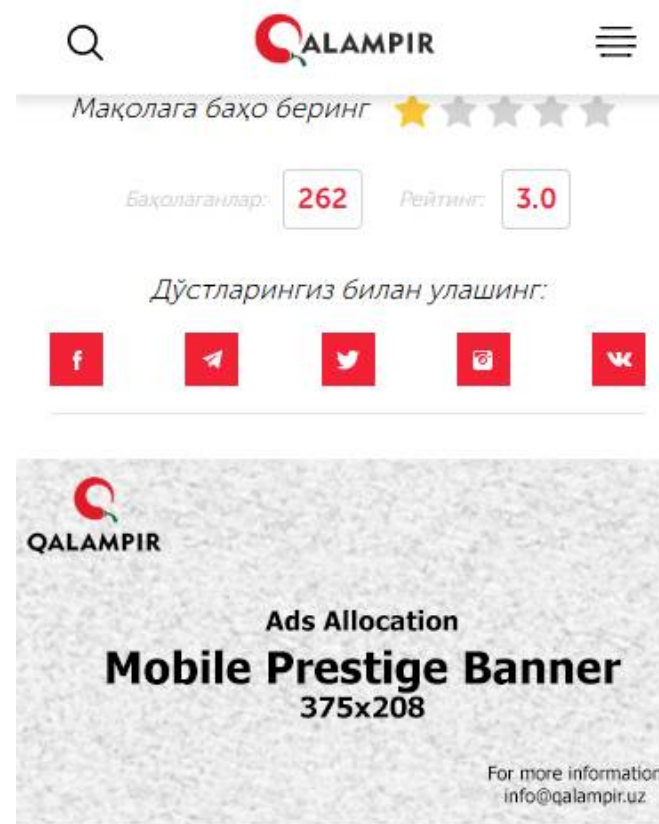 QALAMPIR
Мақолага баҳо беринг
Баҳолаганлар: 262 Рейтинг: 3.0
Дўстларингиз билан улашинг:
QALAMPIR
Ads Allocation
Mobile Prestige Banner
375x208
For more information
info@qalampir.uz